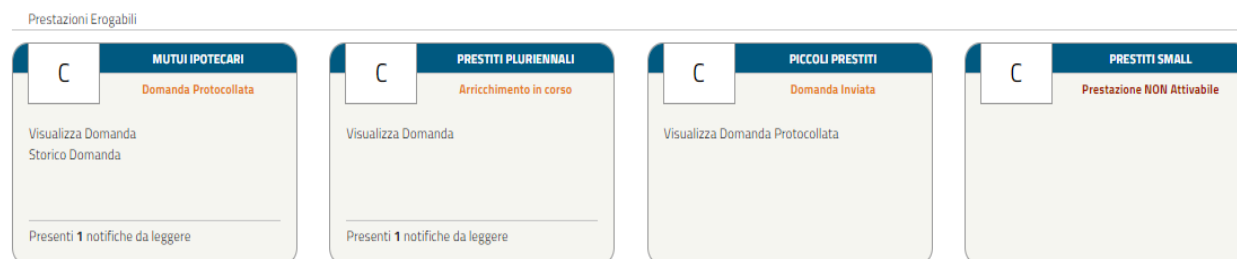 Prestazioni Erogabili
C
MUTUI IPOTECARI
Domanda Protocollata
Visualizza Domanda
Storico Domanda
Presenti 1 notifiche da leggere
C
PRESTITI PLURIENNALI
Arricchimento in corso
Visualizza Domanda
Presenti 1 notifiche da leggere
C
PICCOLI PRESTITI
Domanda Inviata
Visualizza Domanda Protocollata
C
PRESTITI SMALL
Prestazione NON Attivabile